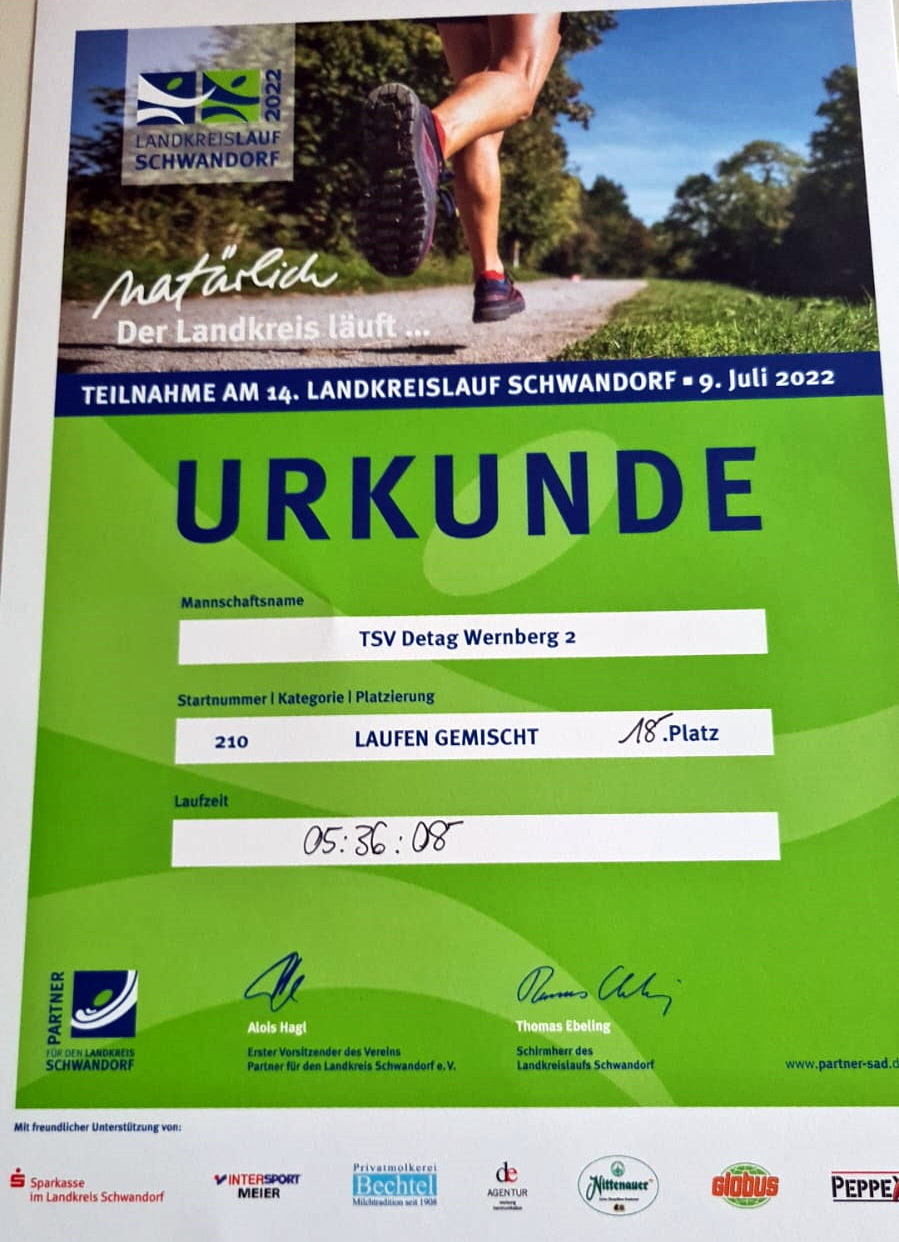 2022
LANDKREISLAUF
SCHWANDORF
natürlich
Der Landkreis läuft ...
TEILNAHME AM 14. LANDKREISLAUF SCHWANDORF ▪ 9. Juli 2022
URKUNDE
Mannschaftsname
TSV Detag Wernberg 2
Startnummer | Kategorie | Platzierung
210 LAUFEN GEMISCHT 18.Platz
Laufzeit
05:36:08
PARTNER
FÜR DEN LANDKREIS
SCHWANDORF
Alois Hagl
Erster Vorsitzender des Vereins
Partner für den Landkreis Schwandorf e.V.
Thomas Ebeling
Schirmherr des
Landkreislaufs Schwandorf
www.partner-sad.d
Mit freundlicher Unterstützung von:
Sparkasse
im Landkreis Schwandorf
INTERSPORT
MEIER
Privatmolkerei
Bechtel
Milchtradition seit 1908
de
AGENTUR
Nittenauer
GLOBUS
PEPPE